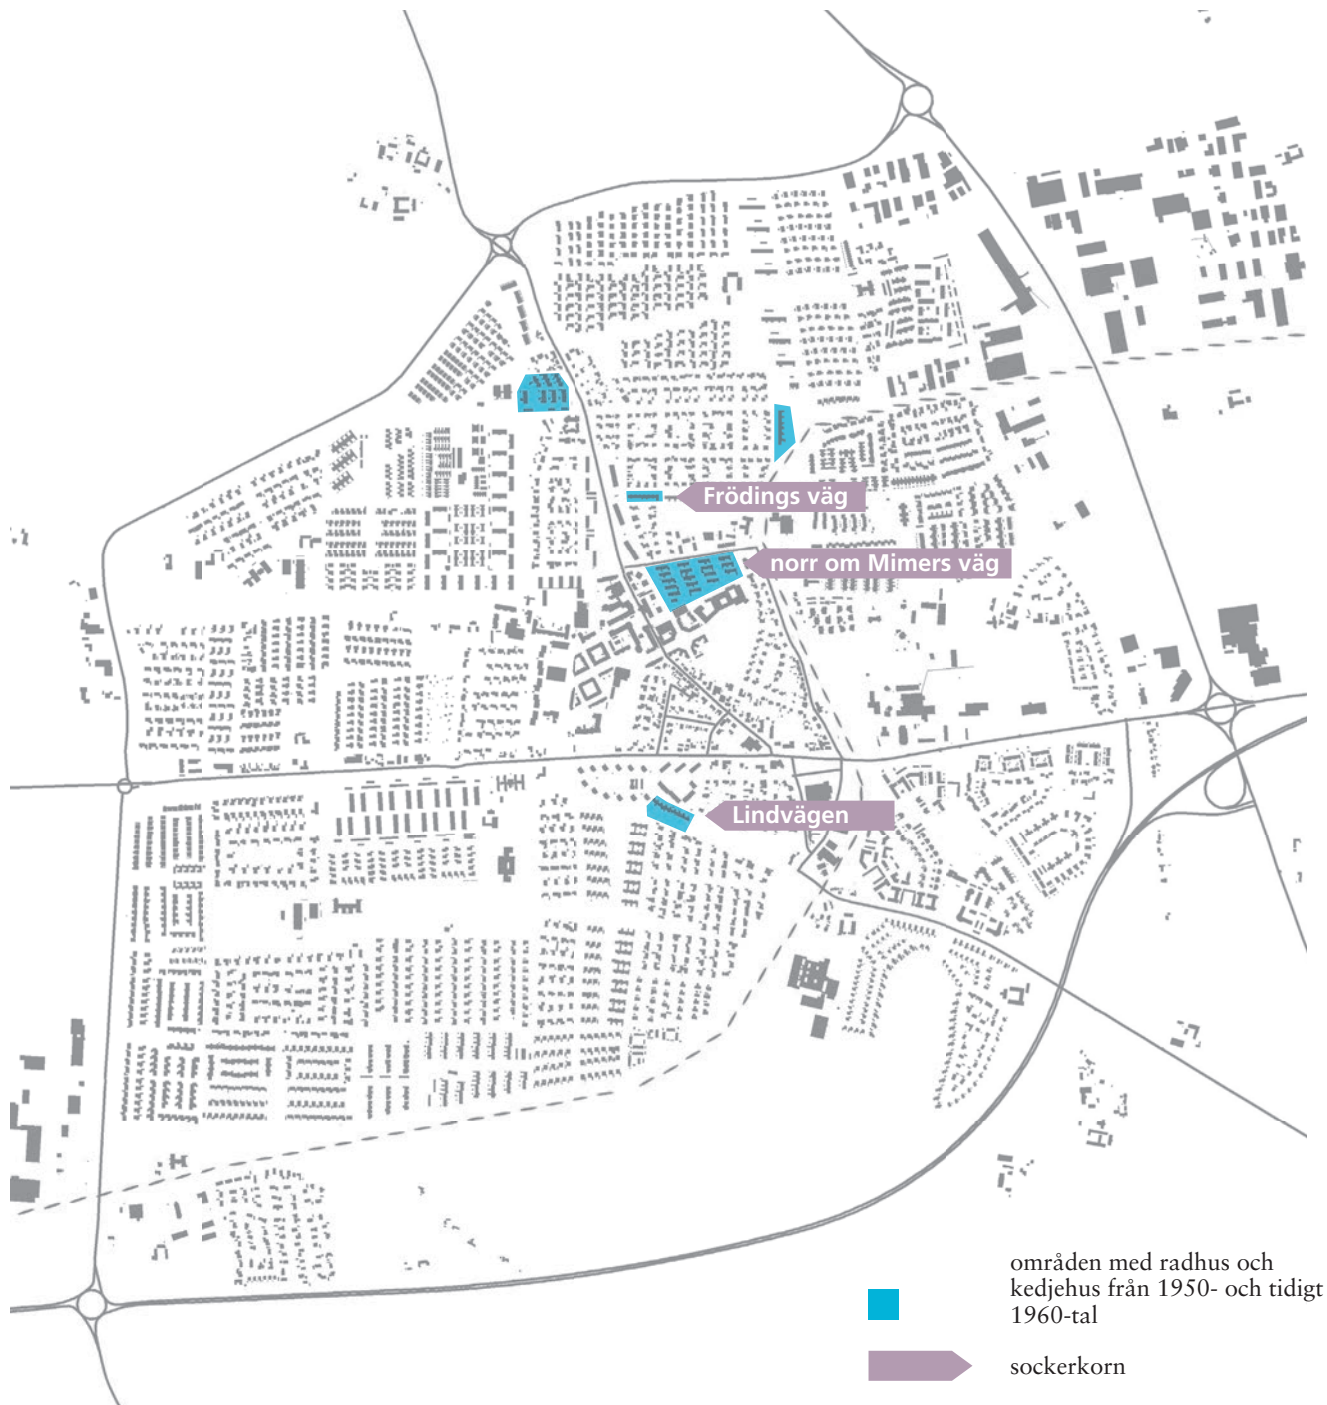 Frödings väg
norr om Mimers väg
Lindvägen
områden med radhus och
kedjehus från 1950- och tidigt
1960-tal
sockerkorn